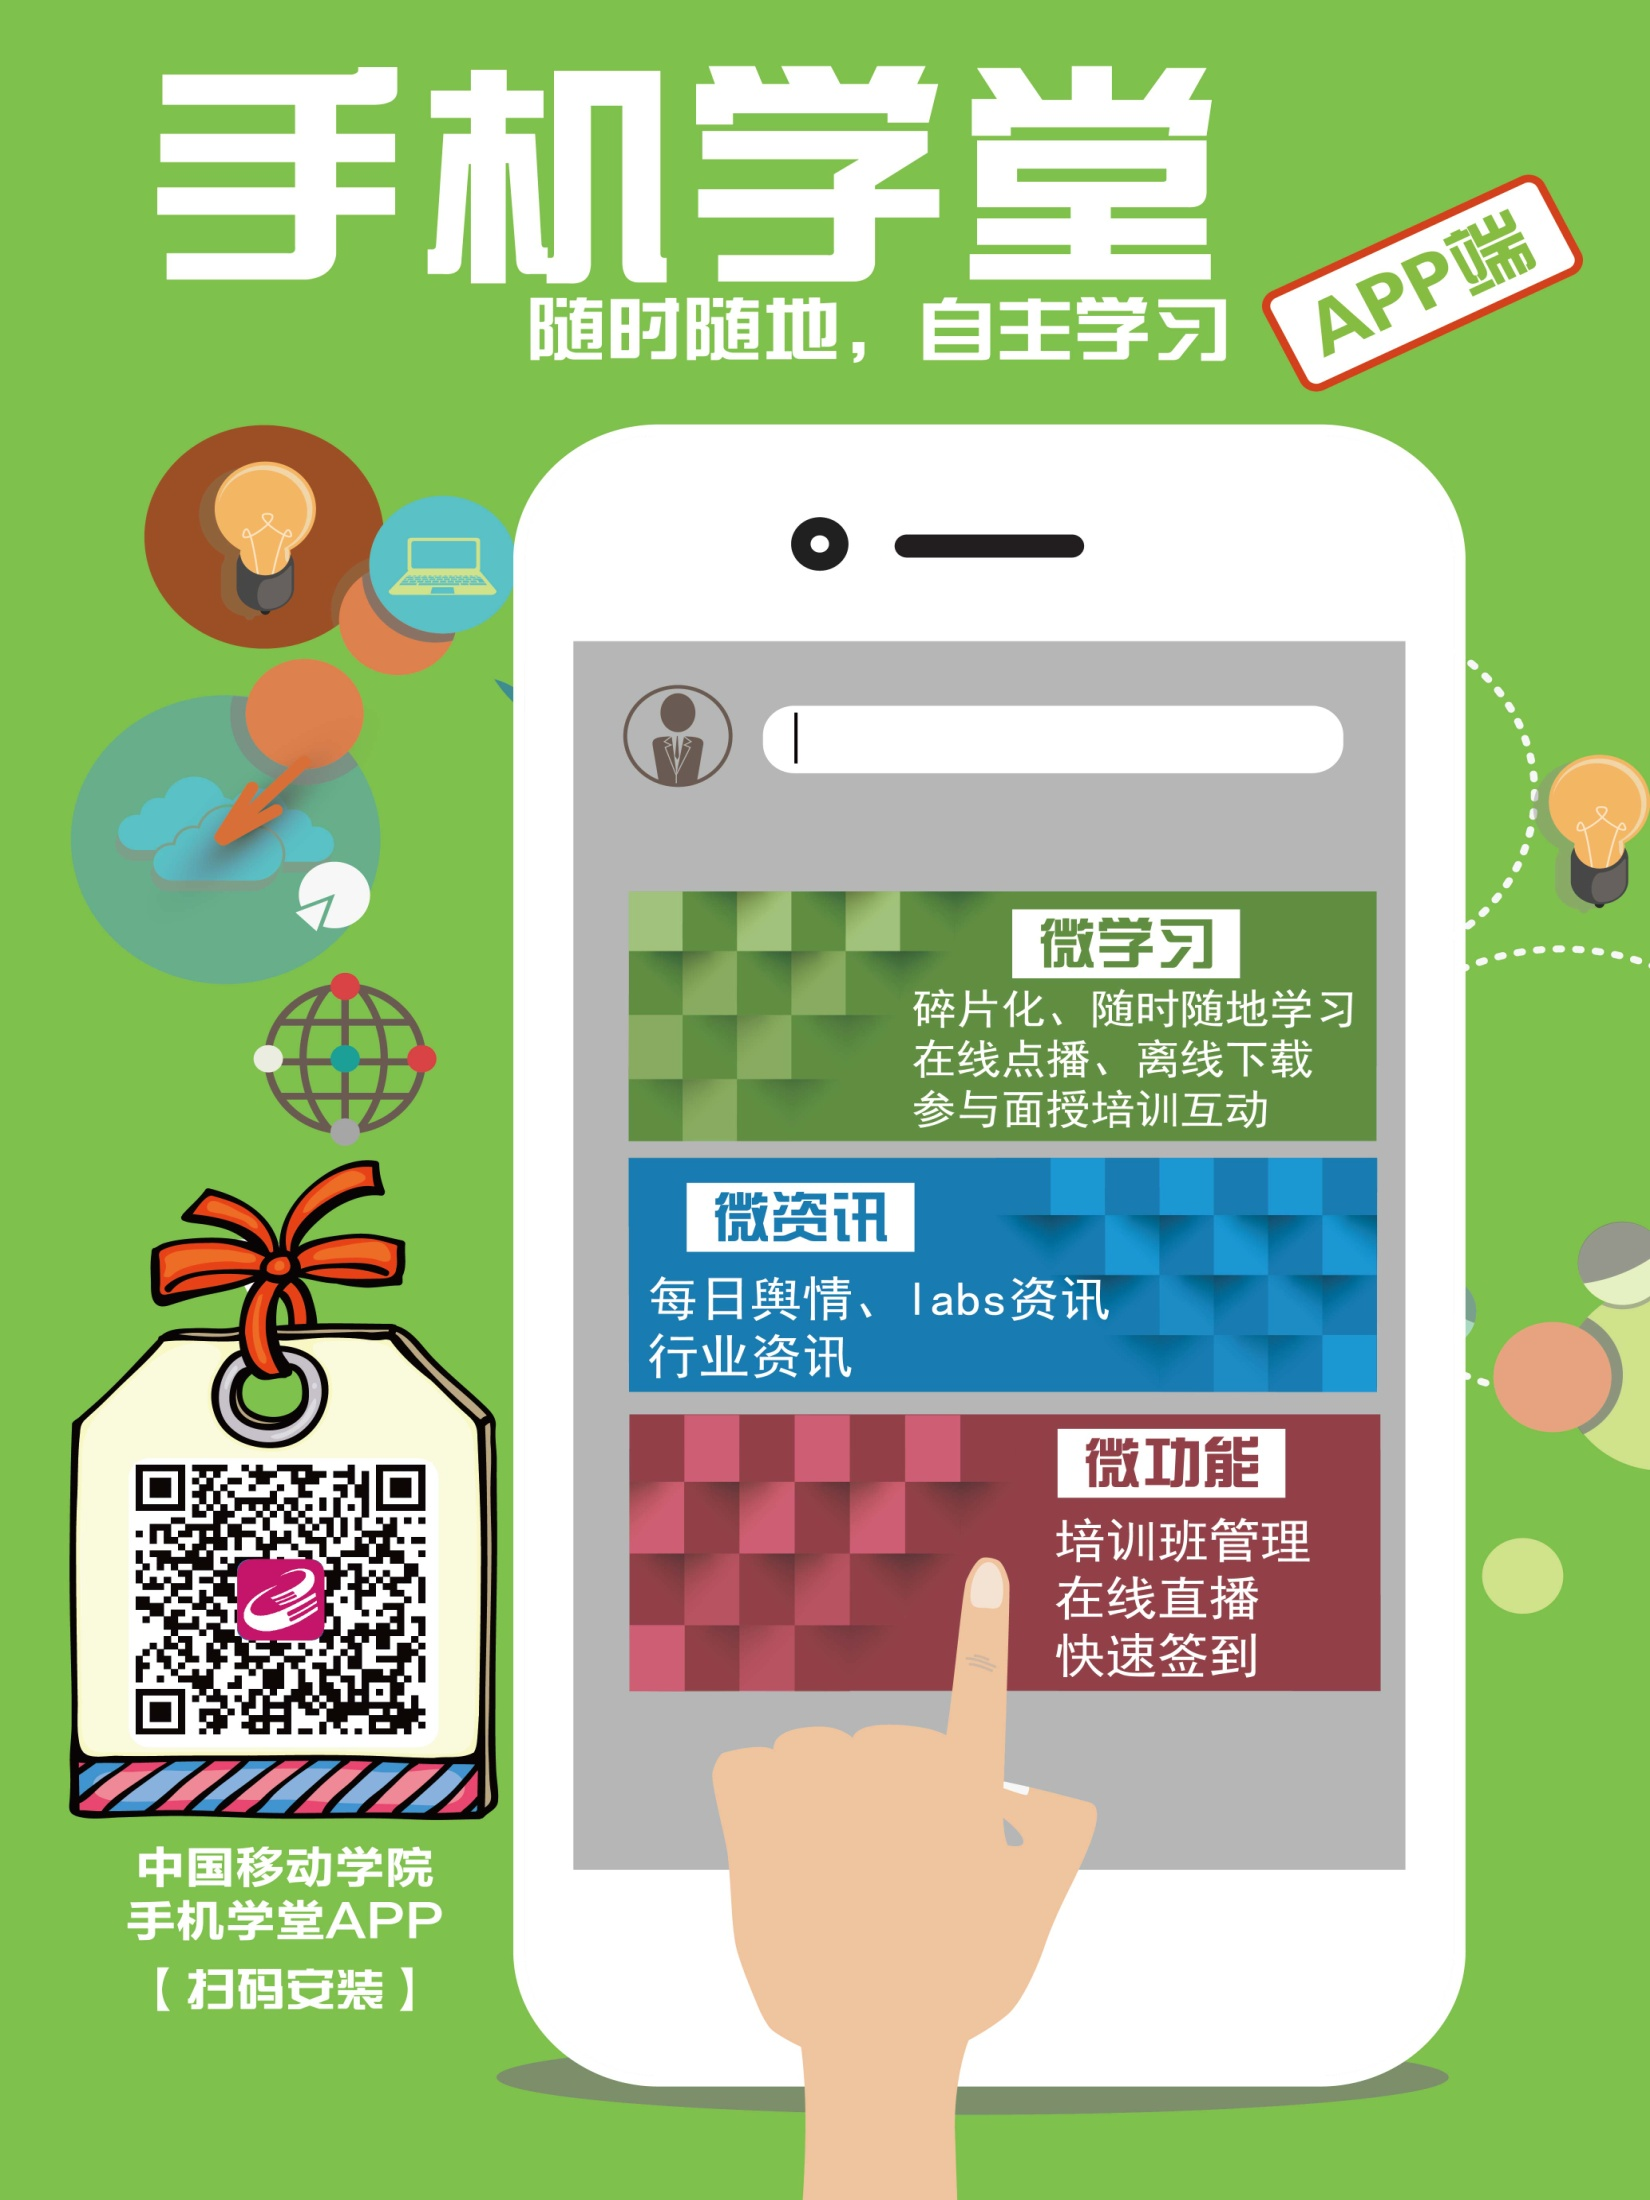 手机学堂
随时随地，自主学习
APP端
微学习
碎片化、随时随地学习
在线点播、离线下载
参与面授培训互动
微资讯
每日舆情、labs资讯
行业资讯
微功能
培训班管理
在线直播
快速签到
中国移动学院
手机学堂APP
【扫码安装】